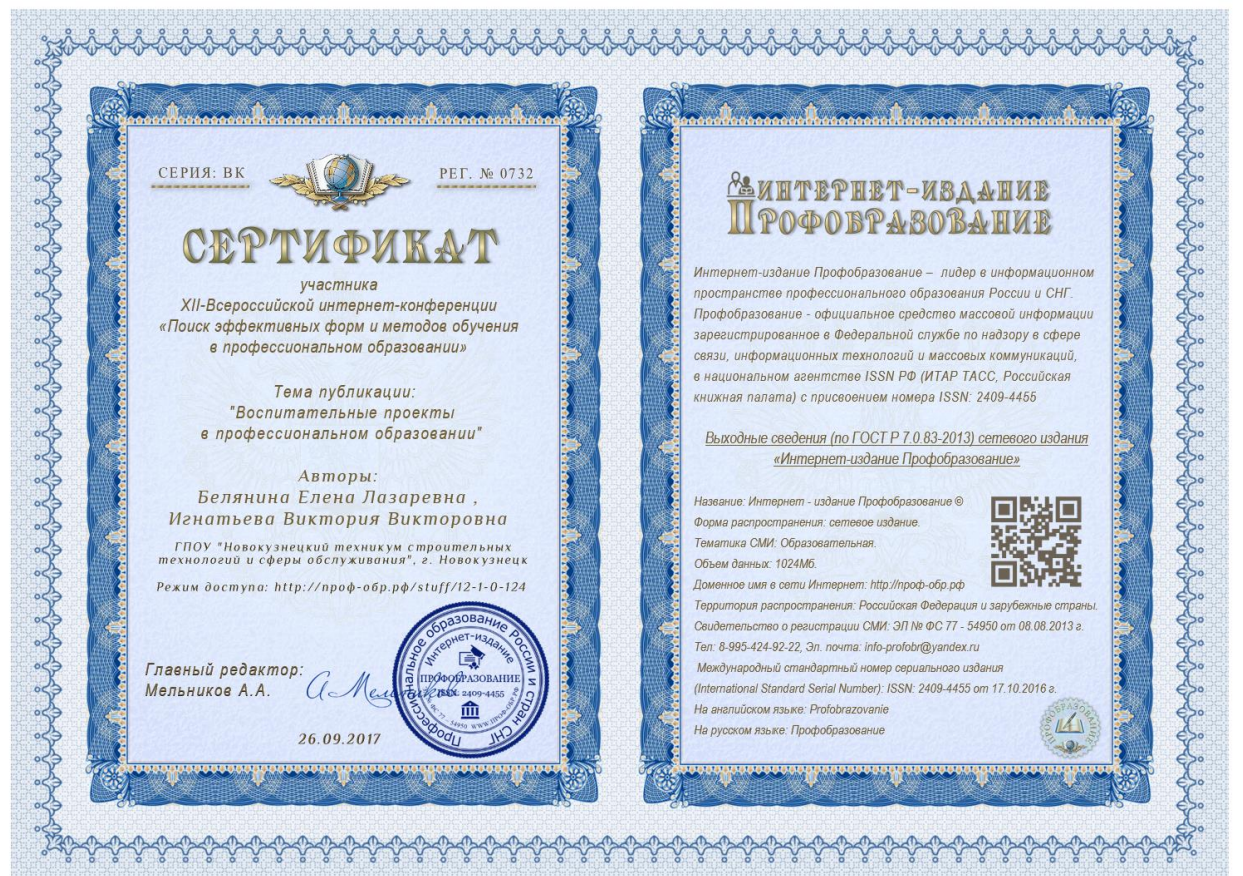 СЕРИЯ: ВК
РЕГ. № 0732
СЕРТИФИКАТ
участника
XII-Всероссийской интернет-конференции
«Поиск эффективных форм и методов обучения
в профессиональном образовании»
Тема публикации:
"Воспитательные проекты
в профессиональном образовании"
Авторы:
Белянина Елена Лазаревна ,
Игнатьева Виктория Викторовна
ГПОУ "Новокузнецкий техникум строительных
технологий и сферы обслуживания", г. Новокузнецк
Режим доступа: http://проф-обр.рф/stuff/12-1-0-124
Главный редактор:
Мельников А.А.
26.09.2017
Профессиональное образование России и стран СНГ
Интернет-издание
ПРОФОБРАЗОВАНИЕ
ISSN: 2409-4455
№ ФС 77 - 54950 WWW.ПРОФ-ОБР.РФ
ИНТЕРНЕТ-ИЗДАНИЕ
ПРОФОБРАЗОВАНИЕ
Интернет-издание Профобразование – лидер в информационном
пространстве профессионального образования России и СНГ.
Профобразование - официальное средство массовой информации
зарегистрированное в Федеральной службе по надзору в сфере
связи, информационных технологий и массовых коммуникаций,
в национальном агентстве ISSN РФ (ИТАР ТАСС, Российская
книжная палата) с присвоением номера ISSN: 2409-4455
Выходные сведения (по ГОСТ Р 7.0.83-2013) сетевого издания
«Интернет-издание Профобразование»
Название: Интернет - издание Профобразование ©
Форма распространения: сетевое издание.
Тематика СМИ: Образовательная.
Объем данных: 1024Мб.
Доменное имя в сети Интернет: http://проф-обр.рф
Территория распространения: Российская Федерация и зарубежные страны.
Свидетельство о регистрации СМИ: ЭЛ № ФС 77 - 54950 от 08.08.2013 г.
Тел: 8-995-424-92-22, Эл. почта: info-profobr@yandex.ru
Международный стандартный номер сериального издания
(International Standard Serial Number): ISSN: 2409-4455 от 17.10.2016 г.
На английском языке: Profobrazovanie
На русском языке: Профобразование
ПРОФОБРАЗОВАНИЕ